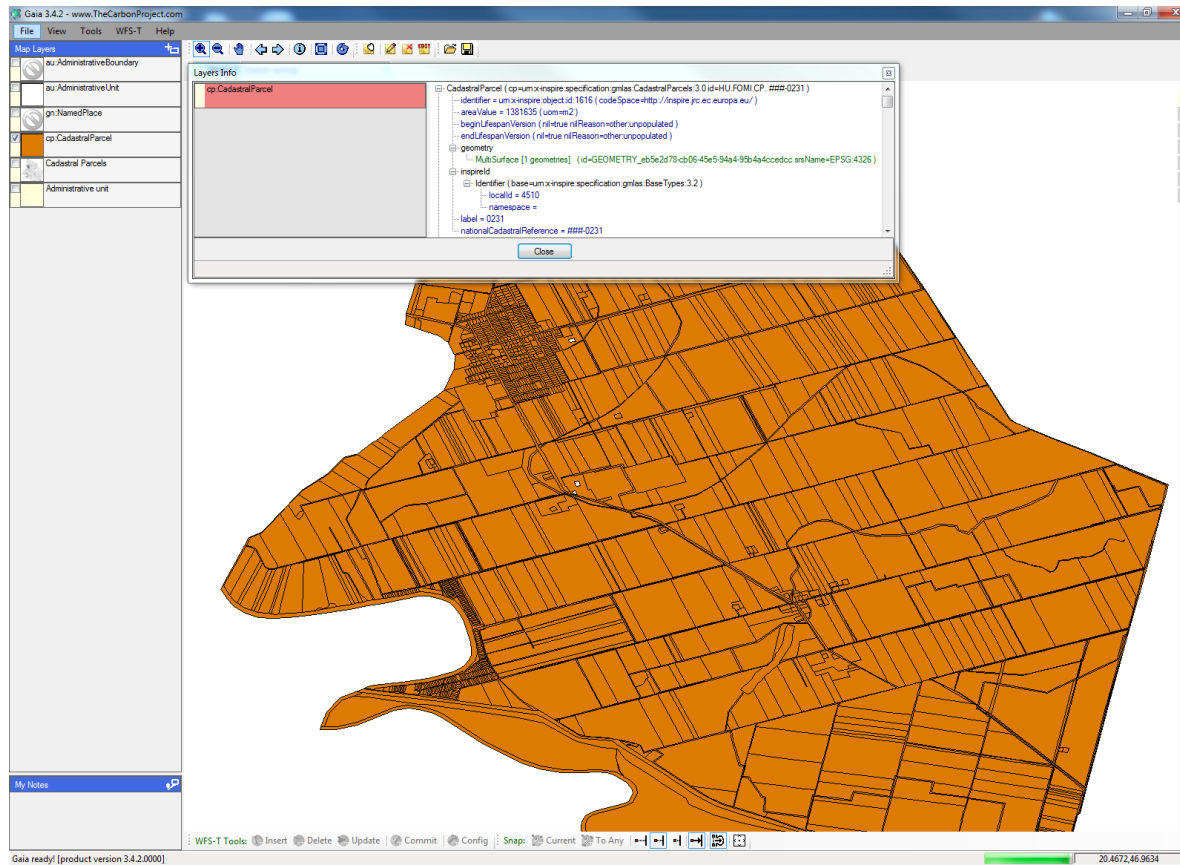 Gaia 3.4.2 - www.TheCarbonProject.com
File View Tools WFS-T Help
Map Layers
au:AdministrativeBoundary
au:AdministrativeUnit
gn:NamedPlace
cp:CadastralParcel
Cadastral Parcels
Administrative unit
Layers Info
cp:CadastralParcel
CadastralParcel ( cp=urn:x-inspire:specification:gmlas:CadastralParcels:3.0 id=HU.FOMI.CP. ###-0231 )
identifier = urn:x-inspire:object:id:1616 ( codeSpace=http://inspire.jrc.ec.europa.eu/ )
areaValue = 1381635 ( uom=m2 )
beginLifespanVersion ( nil=true nilReason=other:unpopulated )
endLifespanVersion ( nil=true nilReason=other:unpopulated )
geometry
MultiSurface [1 geometries] ( id=GEOMETRY_eb5e2d78-cb06-45e5-94a4-95b4a4ccedcc srsName=EPSG:4326 )
inspireId
Identifier ( base=urn:x-inspire:specification:gmlas:BaseTypes:3.2 )
localId = 4510
namespace =
label = 0231
nationalCadastralReference = ###-0231
Close
My Notes
WFS-T Tools: Insert Delete Update Commit Config Snap: Current To Any
Gaia ready! [product version 3.4.2.0000] 20.4672,46.9634